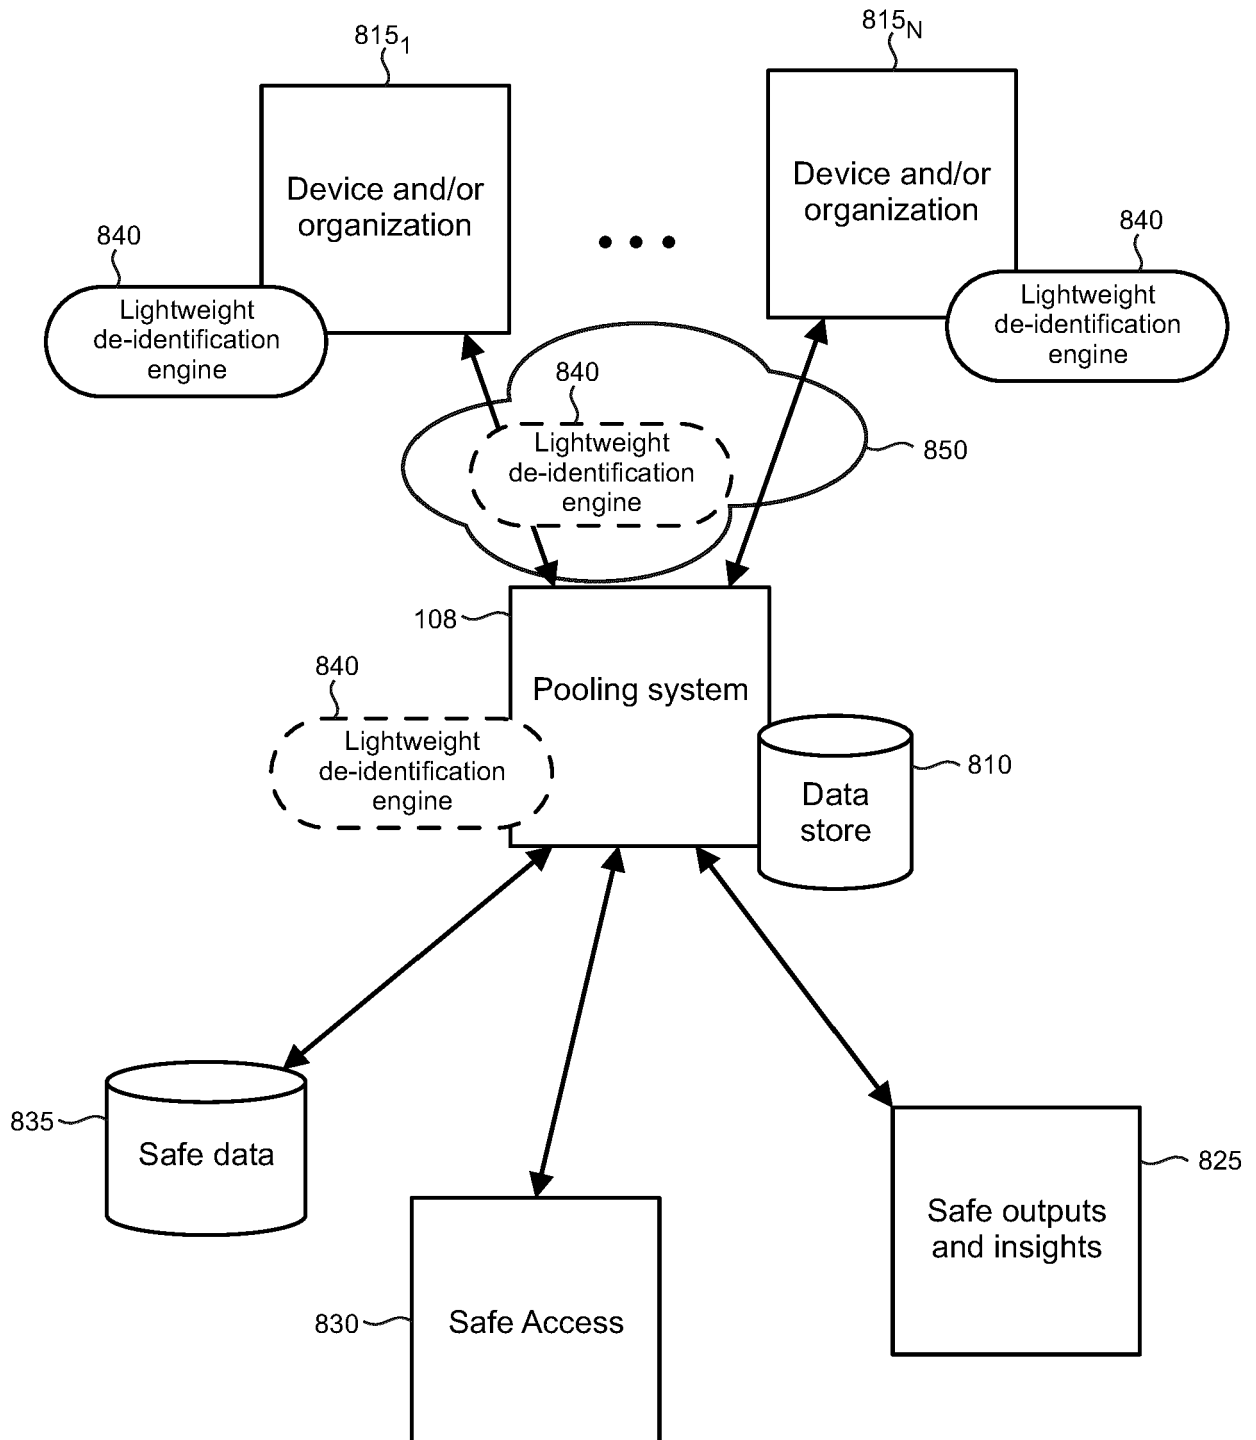 815₁
815N
Device and/or
organization
Device and/or
organization
840
840
Lightweight
de-identification
engine
Lightweight
de-identification
engine
840
Lightweight
de-identification
engine
850
108
Pooling system
840
Lightweight
de-identification
engine
810
Data
store
835
Safe data
825
Safe outputs
and insights
830
Safe Access